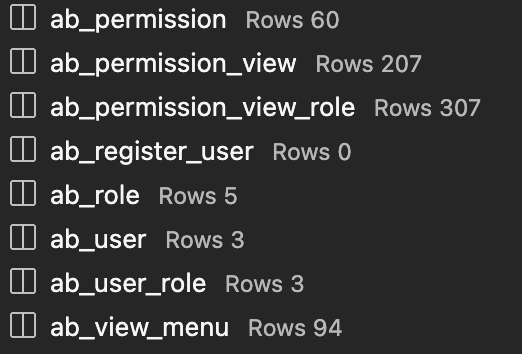 ab_permission Rows 60
ab_permission_view Rows 207
ab_permission_view_role Rows 307
ab_register_user Rows 0
ab_role Rows 5
ab_user Rows 3
ab_user_role Rows 3
ab_view_menu Rows 94